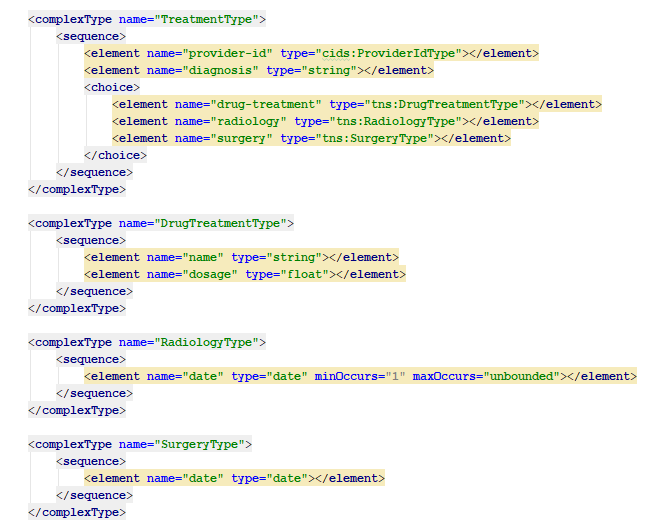 <complexType name="TreatmentType">
<sequence>
<element name="provider-id" type="cids:ProviderIdType"></element>
<element name="diagnosis" type="string"></element>
<choice>
<element name="drug-treatment" type="tns:DrugTreatmentType"></element>
<element name="radiology" type="tns:RadiologyType"></element>
<element name="surgery" type="tns:SurgeryType"></element>
</choice>
</sequence>
</complexType>
<complexType name="DrugTreatmentType">
<sequence>
<element name="name" type="string"></element>
<element name="dosage" type="float"></element>
</sequence>
</complexType>
<complexType name="RadiologyType">
<sequence>
<element name="date" type="date" minOccurs="1" maxOccurs="unbounded"></element>
</sequence>
</complexType>
<complexType name="SurgeryType">
<sequence>
<element name="date" type="date"></element>
</sequence>
</complexType>